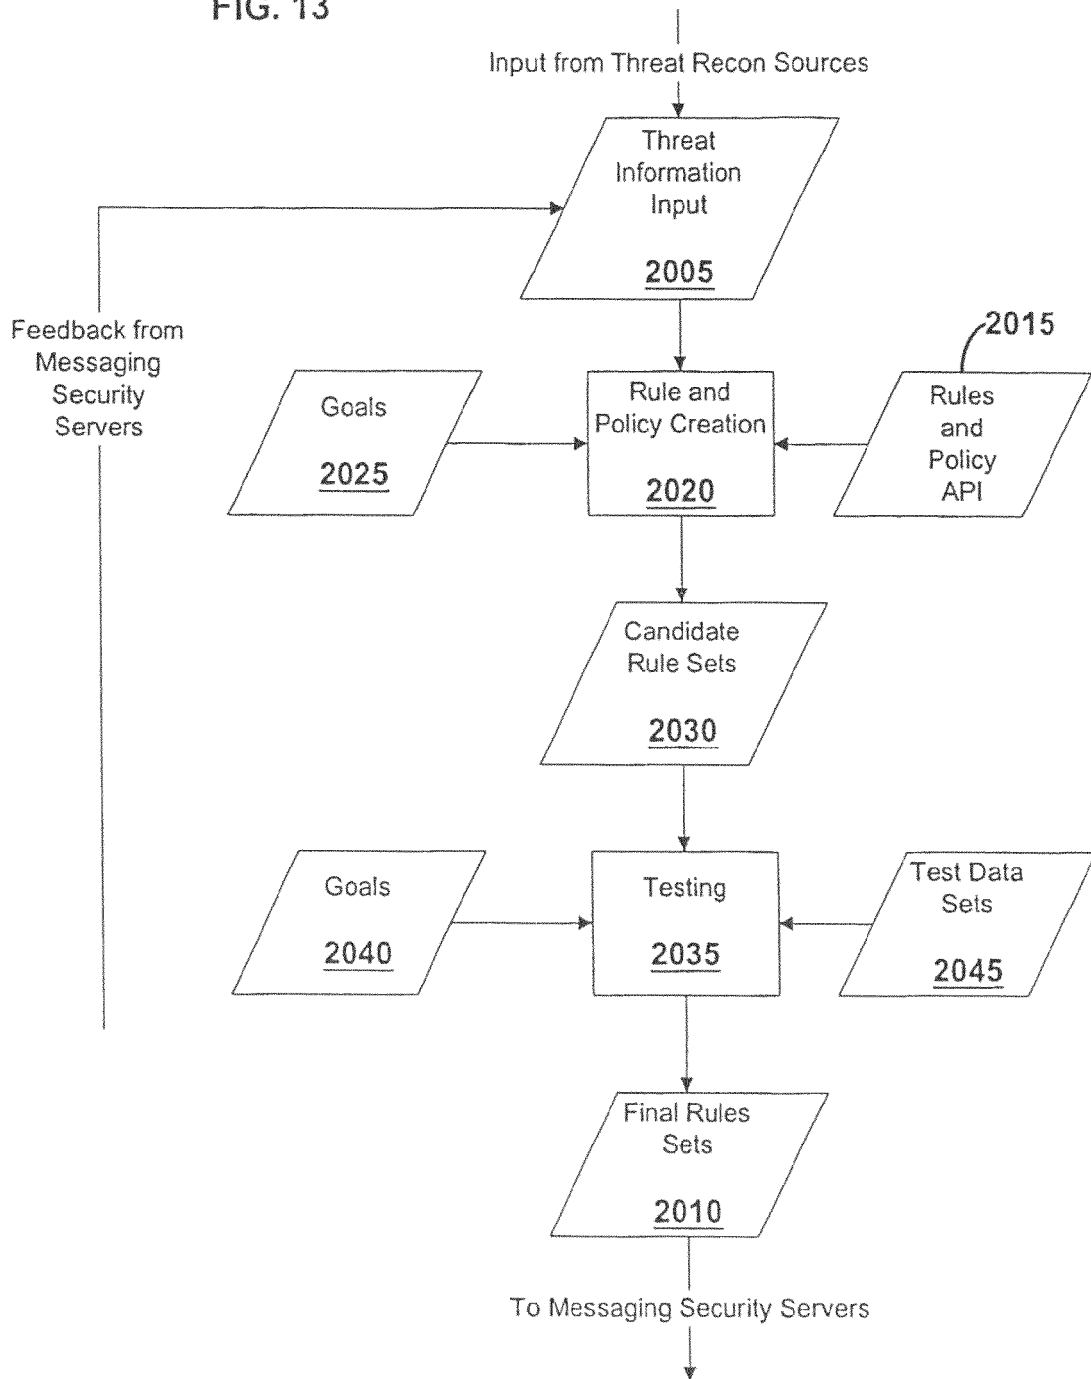 FIG. 13
Input from Threat Recon Sources
Threat
Information
Input
2005
Feedback from
Messaging
Security
Servers
2015
Goals
2025
Rule and
Policy Creation
2020
Rules
and
Policy
API
Candidate
Rule Sets
2030
Goals
2040
Testing
2035
Test Data
Sets
2045
Final Rules
Sets
2010
To Messaging Security Servers